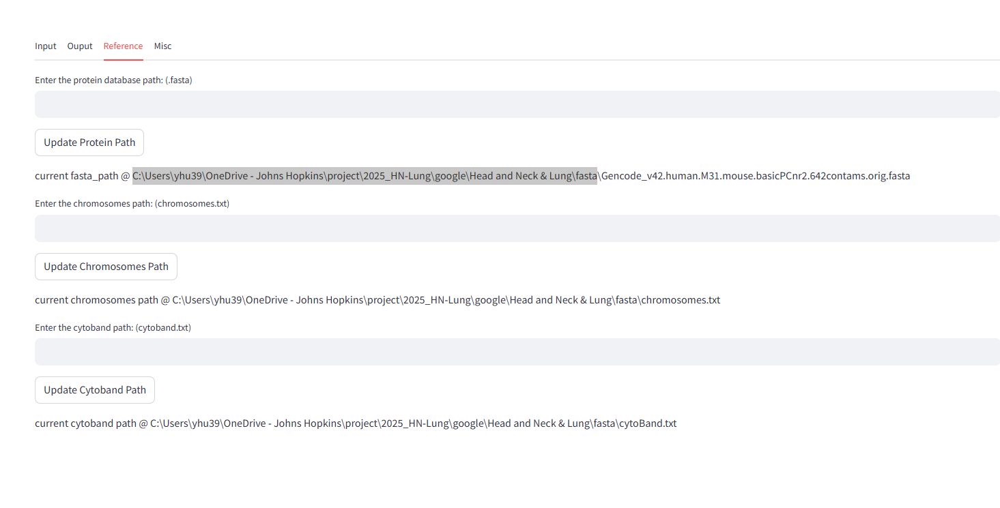 Input Ouput Reference Misc
Enter the protein database path: (.fasta)
Update Protein Path
current fasta_path @ C:\Users\yhu39\OneDrive - Johns Hopkins\project\2025_HN-Lung\google\Head and Neck & Lung\fasta\Gencode_v42.human.M31.mouse.basicPCnr2.642contams.orig.fasta
Enter the chromosomes path: (chromosomes.txt)
Update Chromosomes Path
current chromosomes path @ C:\Users\yhu39\OneDrive - Johns Hopkins\project\2025_HN-Lung\google\Head and Neck & Lung\fasta\chromosomes.txt
Enter the cytoband path: (cytoband.txt)
Update Cytoband Path
current cytoband path @ C:\Users\yhu39\OneDrive - Johns Hopkins\project\2025_HN-Lung\google\Head and Neck & Lung\fasta\cytoBand.txt